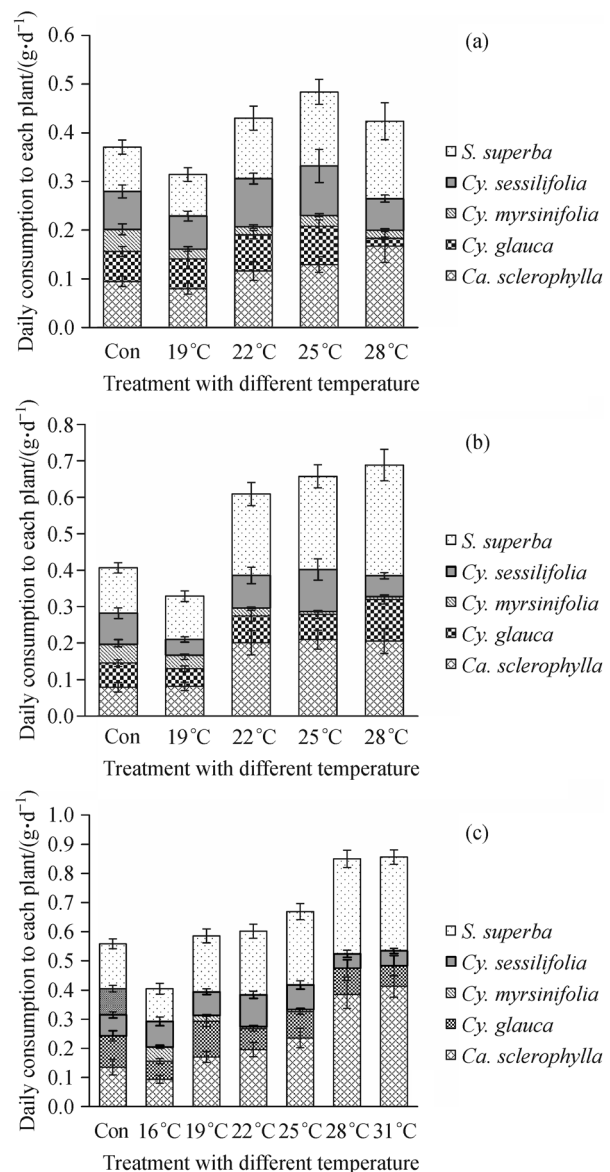 0.6
(a)
0.5
0.4
0.3
0.2
0.1
0.0
Daily consumption to each plant/(g·d⁻¹)
S. superba
Cy. sessilifolia
Cy. myrsinifolia
Cy. glauca
Ca. sclerophylla
Con 19°C 22°C 25°C 28°C
Treatment with different temperature
0.8
(b)
0.7
0.6
0.5
0.4
0.3
0.2
0.1
0.0
Daily consumption to each plant/(g·d⁻¹)
S. superba
Cy. sessilifolia
Cy. myrsinifolia
Cy. glauca
Ca. sclerophylla
Con 19°C 22°C 25°C 28°C
Treatment with different temperature
1.0
(c)
0.9
0.8
0.7
0.6
0.5
0.4
0.3
0.2
0.1
0.0
Daily consumption to each plant/(g·d⁻¹)
S. superba
Cy. sessilifolia
Cy. myrsinifolia
Cy. glauca
Ca. sclerophylla
Con 16°C 19°C 22°C 25°C 28°C 31°C
Treatment with different temperature